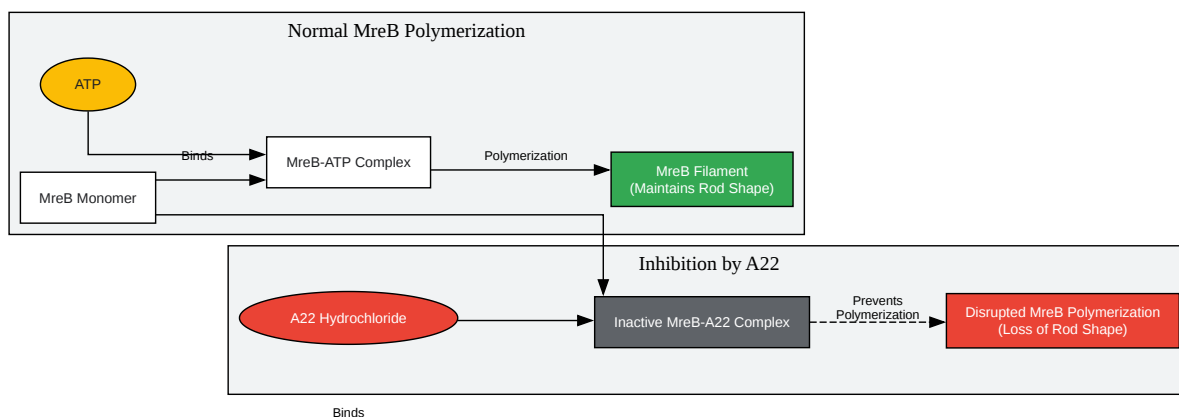 Normal MreB Polymerization
ATP
Binds
MreB-ATP Complex
Polymerization
MreB Filament
(Maintains Rod Shape)
MreB Monomer
Inhibition by A22
A22 Hydrochloride
Inactive MreB-A22 Complex
Prevents
Polymerization
Disrupted MreB Polymerization
(Loss of Rod Shape)
Binds